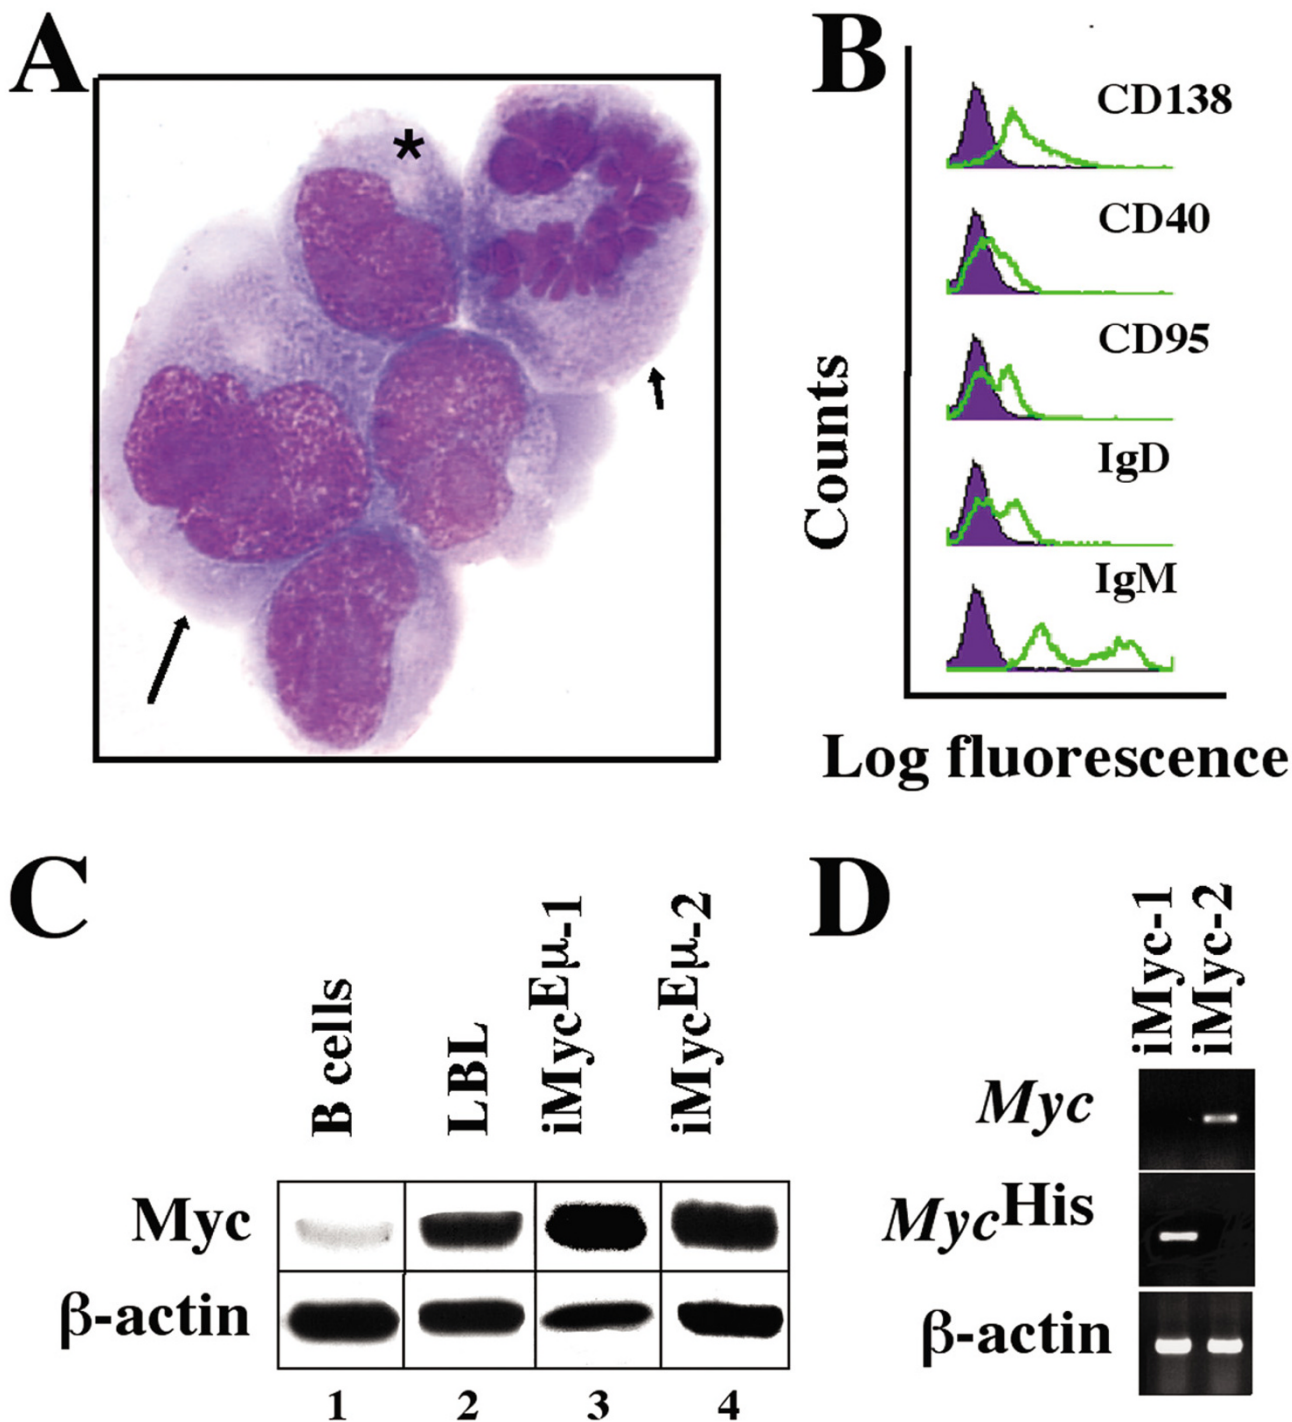 A
*
B
CD138
CD40
CD95
IgD
IgM
Counts
Log fluorescence
C
B cells
LBL
iMycEμ-1
iMycEμ-2
Myc
β-actin
1 2 3 4
D
iMyc-1
iMyc-2
Myc
MycHis
β-actin